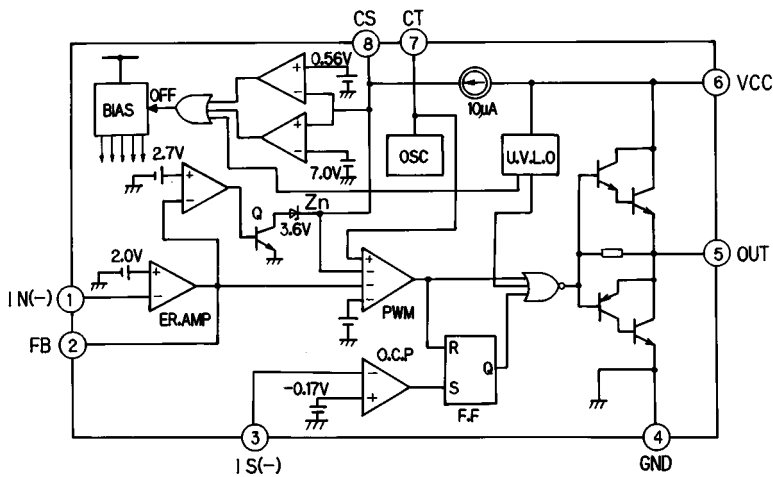 CS CT
8 7
0.56V
6 VCC
OFF
BIAS
10μA
2.7V
7.0V
OSC
U.V.L.O
Q
Zn
3.6V
2.0V
5 OUT
IN(-) 1
ER.AMP
PWM
FB 2
O.C.P
R
Q
S
-0.17V
F.F
3
4
IS(-)
GND
+
-
+
-
+
-
+
-
+
-
-
-
-
+